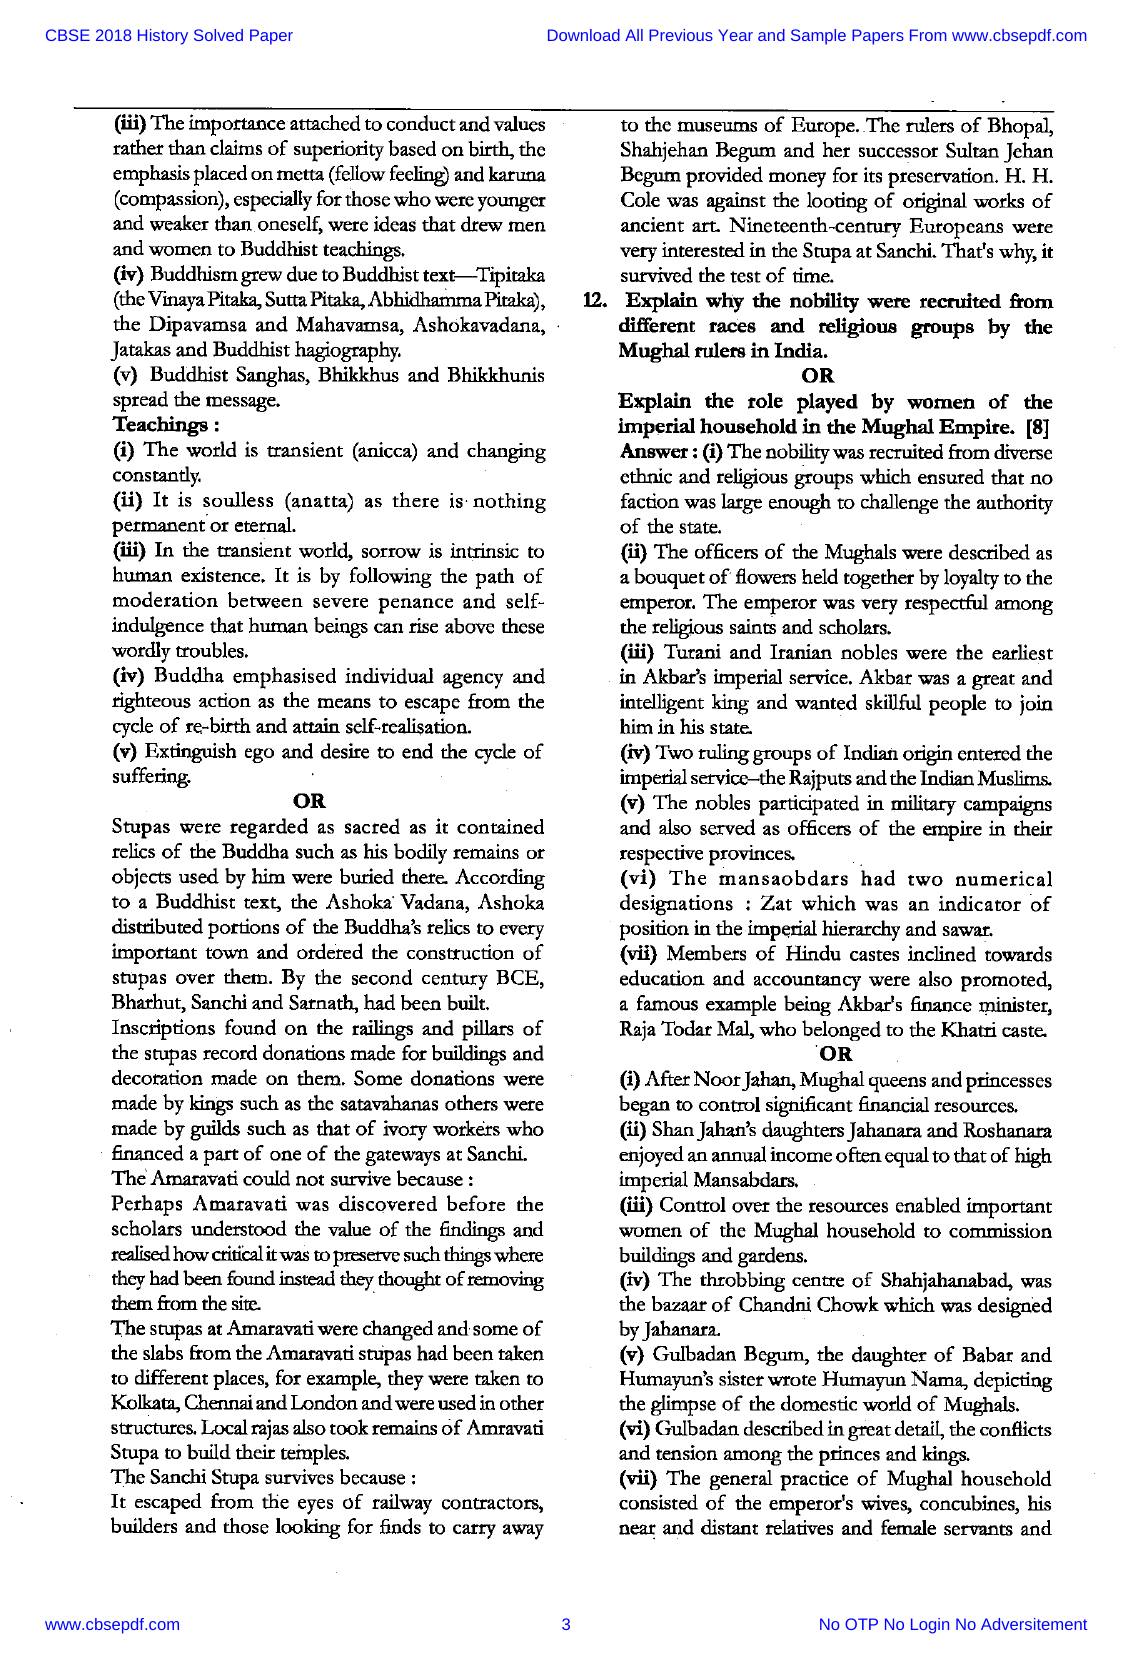 CBSE 2018 History Solved Paper
Download All Previous Year and Sample Papers From www.cbsepdf.com
(iii) The importance attached to conduct and values
rather than claims of superiority based on birth, the
emphasis placed on metta (fellow feeling) and karuna
(compassion), especially for those who were younger
and weaker than oneself, were ideas that drew men
and women to Buddhist teachings.
(iv) Buddhism grew due to Buddhist text—Tipitaka
(the Vinaya Pitaka, Sutta Pitaka, Abhidhamma Pitaka),
the Dipavamsa and Mahavamsa, Ashokavadana,
Jatakas and Buddhist hagiography.
(v) Buddhist Sanghas, Bhikkhus and Bhikkhunis
spread the message.
Teachings :
(i) The world is transient (anicca) and changing
constantly.
(ii) It is soulless (anatta) as there is nothing
permanent or eternal.
(iii) In the transient world, sorrow is intrinsic to
human existence. It is by following the path of
moderation between severe penance and self-
indulgence that human beings can rise above these
wordly troubles.
(iv) Buddha emphasised individual agency and
righteous action as the means to escape from the
cycle of re-birth and attain self-realisation.
(v) Extinguish ego and desire to end the cycle of
suffering.
OR
Stupas were regarded as sacred as it contained
relics of the Buddha such as his bodily remains or
objects used by him were buried there. According
to a Buddhist text, the Ashoka Vadana, Ashoka
distributed portions of the Buddha's relics to every
important town and ordered the construction of
stupas over them. By the second century BCE,
Bharhut, Sanchi and Sarnath, had been built.
Inscriptions found on the railings and pillars of
the stupas record donations made for buildings and
decoration made on them. Some donations were
made by kings such as the satavahanas others were
made by guilds such as that of ivory workers who
financed a part of one of the gateways at Sanchi.
The Amaravati could not survive because :
Perhaps Amaravati was discovered before the
scholars understood the value of the findings and
realised how critical it was to preserve such things where
they had been found instead they thought of removing
them from the site.
The stupas at Amaravati were changed and some of
the slabs from the Amaravati stupas had been taken
to different places, for example, they were taken to
Kolkata, Chennai and London and were used in other
structures. Local rajas also took remains of Amravati
Stupa to build their temples.
The Sanchi Stupa survives because :
It escaped from the eyes of railway contractors,
builders and those looking for finds to carry away
to the museums of Europe. The rulers of Bhopal,
Shahjehan Begum and her successor Sultan Jehan
Begum provided money for its preservation. H. H.
Cole was against the looting of original works of
ancient art. Nineteenth-century Europeans were
very interested in the Stupa at Sanchi. That's why, it
survived the test of time.
12. Explain why the nobility were recruited from
different races and religious groups by the
Mughal rulers in India.
OR
Explain the role played by women of the
imperial household in the Mughal Empire. [8]
Answer : (i) The nobility was recruited from diverse
ethnic and religious groups which ensured that no
faction was large enough to challenge the authority
of the state.
(ii) The officers of the Mughals were described as
a bouquet of flowers held together by loyalty to the
emperor. The emperor was very respectful among
the religious saints and scholars.
(iii) Turani and Iranian nobles were the earliest
in Akbar's imperial service. Akbar was a great and
intelligent king and wanted skillful people to join
him in his state.
(iv) Two ruling groups of Indian origin entered the
imperial service–the Rajputs and the Indian Muslims.
(v) The nobles participated in military campaigns
and also served as officers of the empire in their
respective provinces.
(vi) The mansaobdars had two numerical
designations : Zat which was an indicator of
position in the imperial hierarchy and sawar.
(vii) Members of Hindu castes inclined towards
education and accountancy were also promoted,
a famous example being Akbar's finance minister,
Raja Todar Mal, who belonged to the Khatri caste.
OR
(i) After Noor Jahan, Mughal queens and princesses
began to control significant financial resources.
(ii) Shan Jahan's daughters Jahanara and Roshanara
enjoyed an annual income often equal to that of high
imperial Mansabdars.
(iii) Control over the resources enabled important
women of the Mughal household to commission
buildings and gardens.
(iv) The throbbing centre of Shahjahanabad, was
the bazaar of Chandni Chowk which was designed
by Jahanara.
(v) Gulbadan Begum, the daughter of Babar and
Humayun's sister wrote Humayun Nama, depicting
the glimpse of the domestic world of Mughals.
(vi) Gulbadan described in great detail, the conflicts
and tension among the princes and kings.
(vii) The general practice of Mughal household
consisted of the emperor's wives, concubines, his
near and distant relatives and female servants and
www.cbsepdf.com
3
No OTP No Login No Adversitement